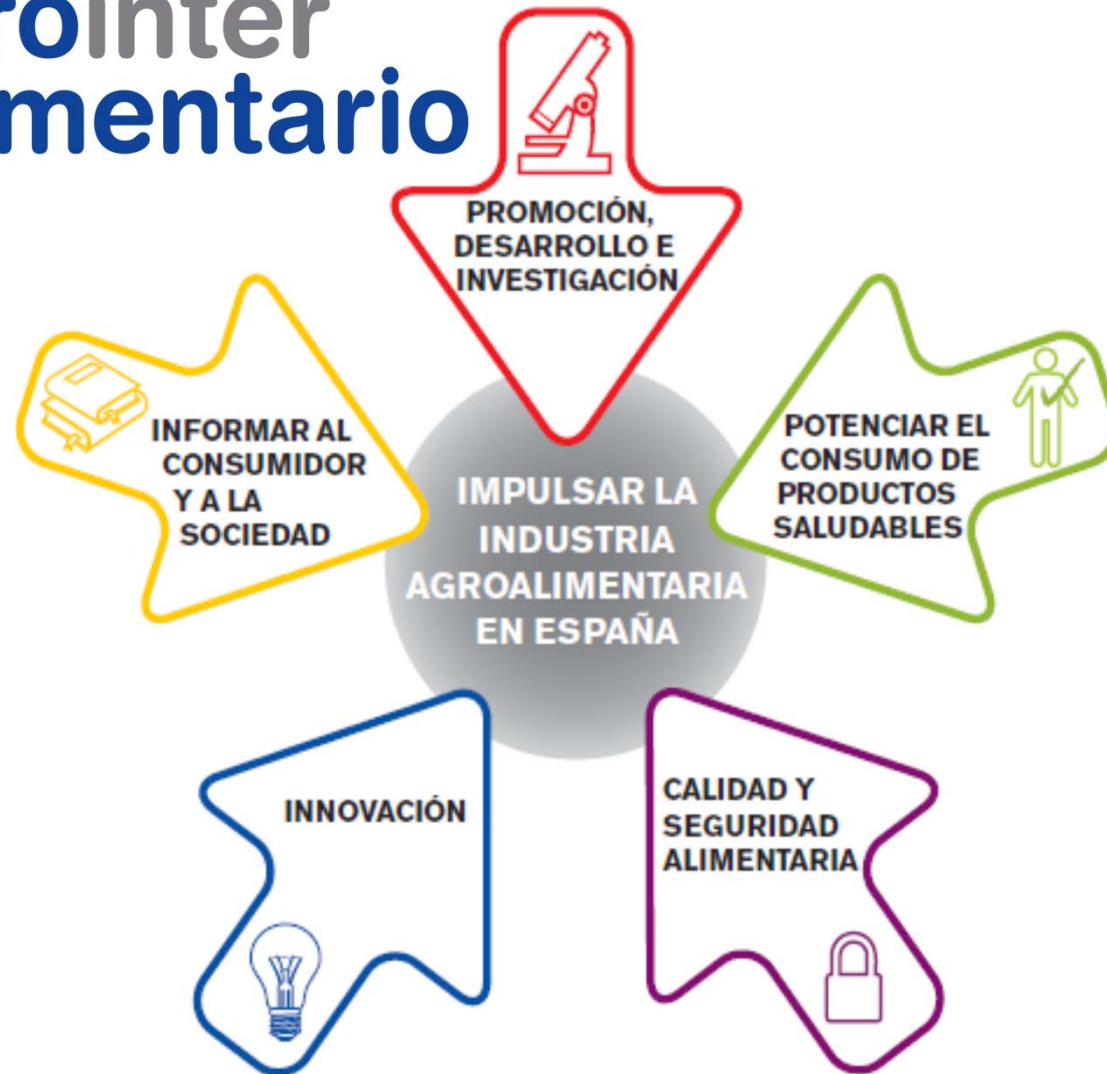 rointer
mentario
PROMOCIÓN,
DESARROLLO E
INVESTIGACIÓN
INFORMAR AL
CONSUMIDOR
Y A LA
SOCIEDAD
POTENCIAR EL
CONSUMO DE
PRODUCTOS
SALUDABLES
IMPULSAR LA
INDUSTRIA
AGROALIMENTARIA
EN ESPAÑA
INNOVACIÓN
CALIDAD Y
SEGURIDAD
ALIMENTARIA